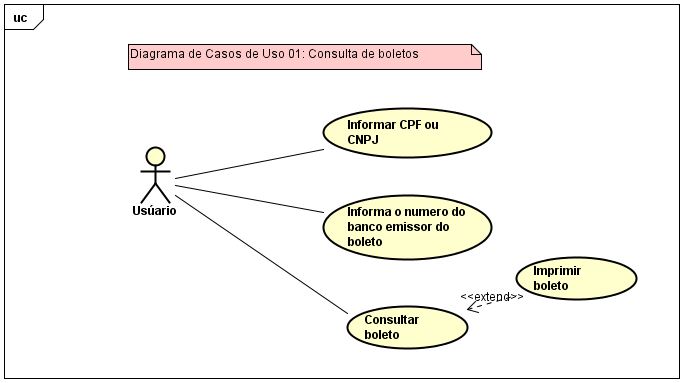 uc
Diagrama de Casos de Uso 01: Consulta de boletos
Informar CPF ou
CNPJ
Usúario
Informa o numero do
banco emissor do
boleto
Imprimir
boleto
<<extend>>
Consultar
boleto